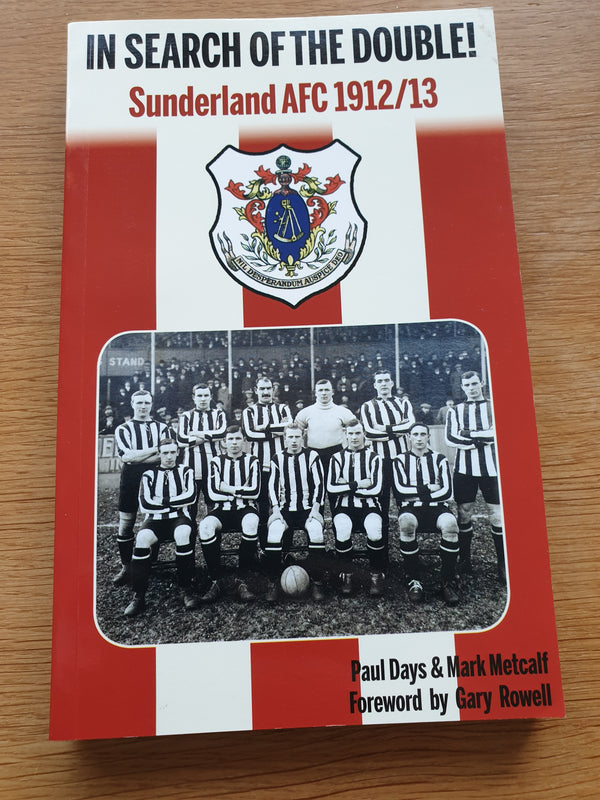 IN SEARCH OF THE DOUBLE!
Sunderland AFC 1912/13
NIL DESPERANDUM AUSPICE DEO
STAND
Paul Days & Mark Metcalf
Foreword by Gary Rowell